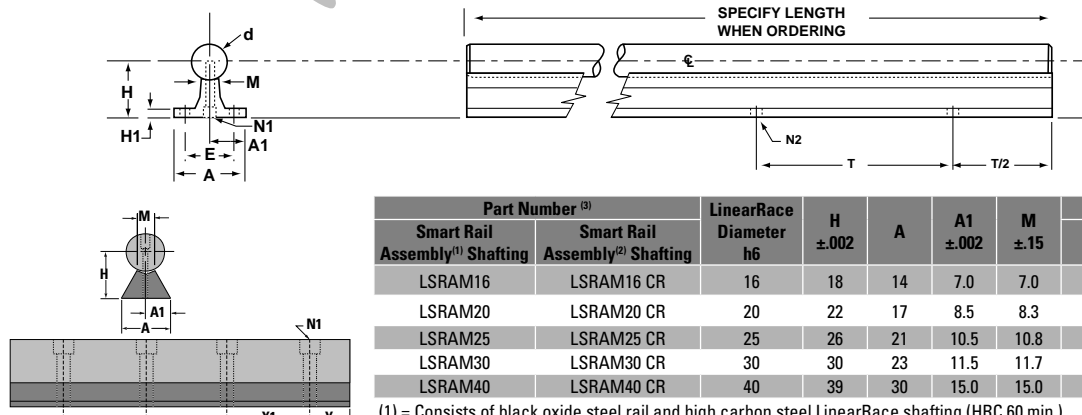 SPECIFY LENGTH
WHEN ORDERING
d
H
M
H1
N1
A1
E
A
℄
N2
T
T/2
M
H
A1
A
N1
Part Number (3) LinearRace Diameter h6 H ±.002 A A1 ±.002 M ±.15
Smart Rail Assembly(1) Shafting Smart Rail Assembly(2) Shafting
LSRAM16 LSRAM16 CR 16 18 14 7.0 7.0
LSRAM20 LSRAM20 CR 20 22 17 8.5 8.3
LSRAM25 LSRAM25 CR 25 26 21 10.5 10.8
LSRAM30 LSRAM30 CR 30 30 23 11.5 11.7
LSRAM40 LSRAM40 CR 40 39 30 15.0 15.0
(1) = Consists of black oxide steel rail and high carbon steel LinearRace shafting (HRC 60 min.)